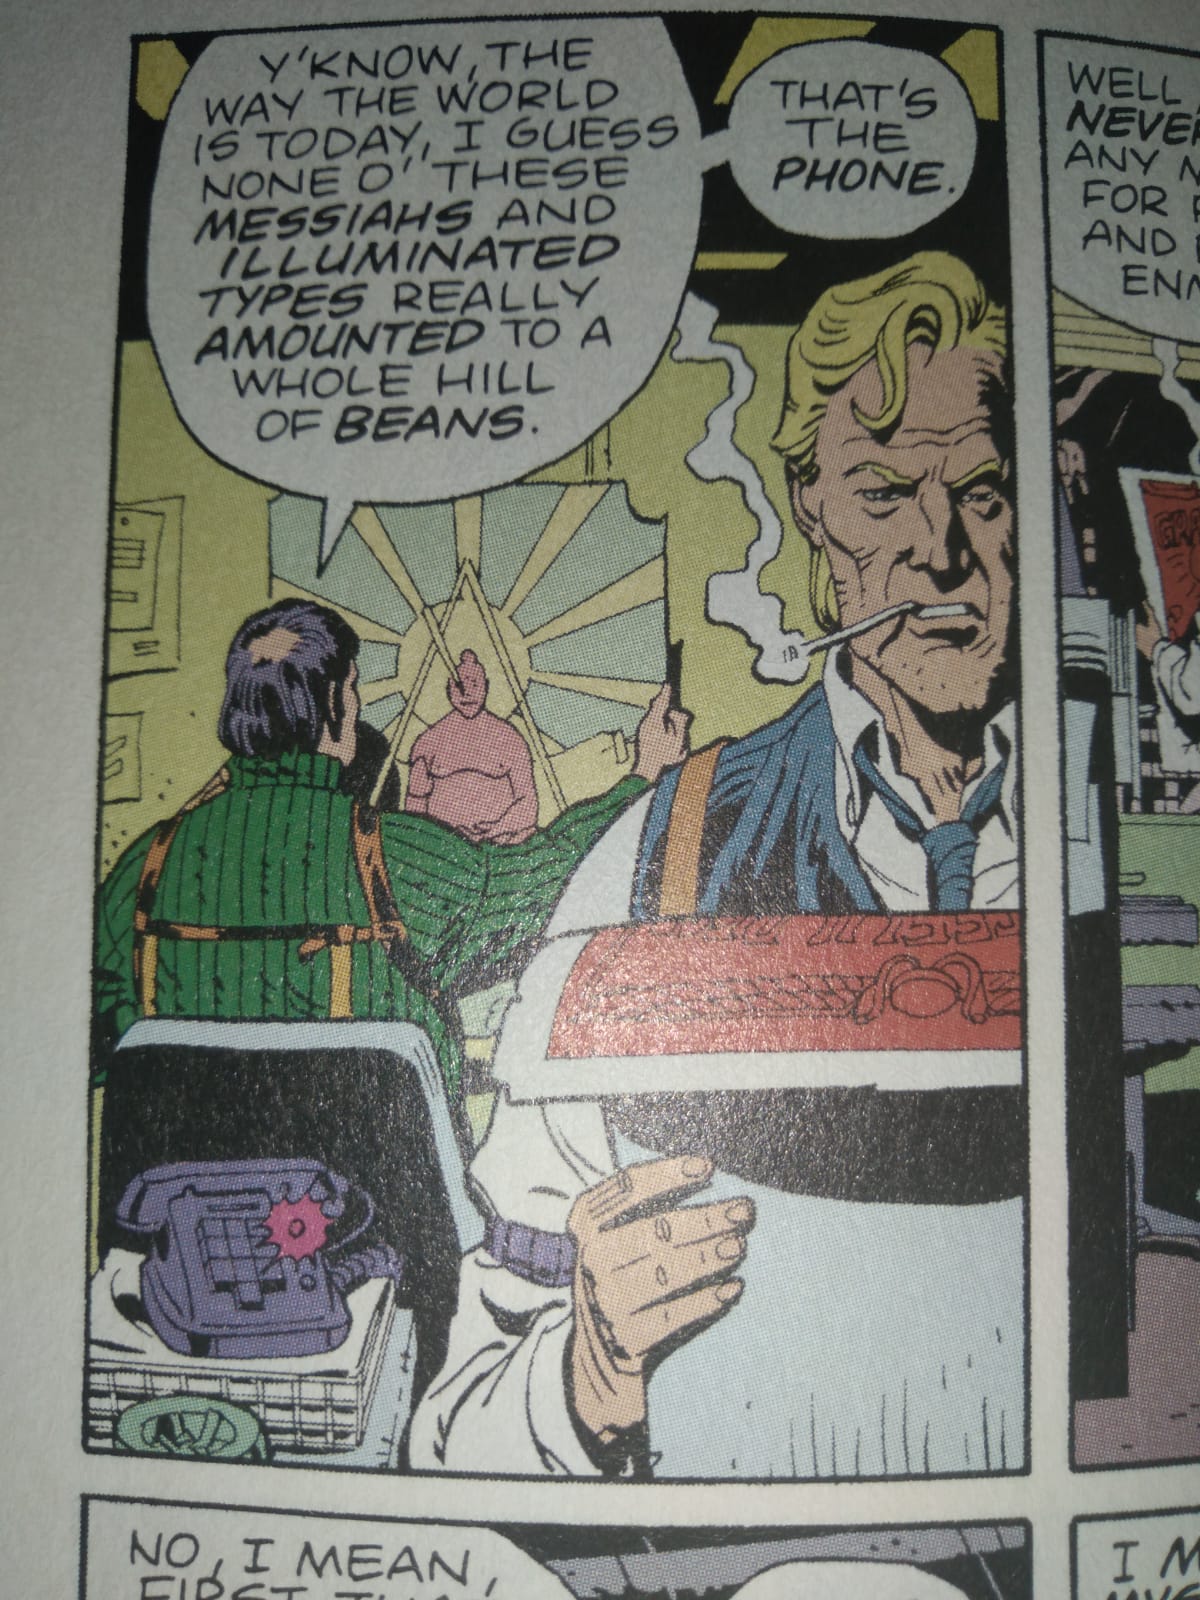 Y'KNOW, THE
WAY THE WORLD
IS TODAY, I GUESS
NONE O' THESE
MESSIAHS AND
ILLUMINATED
TYPES REALLY
AMOUNTED TO A
WHOLE HILL
OF BEANS.
THAT'S
THE
PHONE.
WELL
ANY
FOR
AND
NO, I MEAN,
I